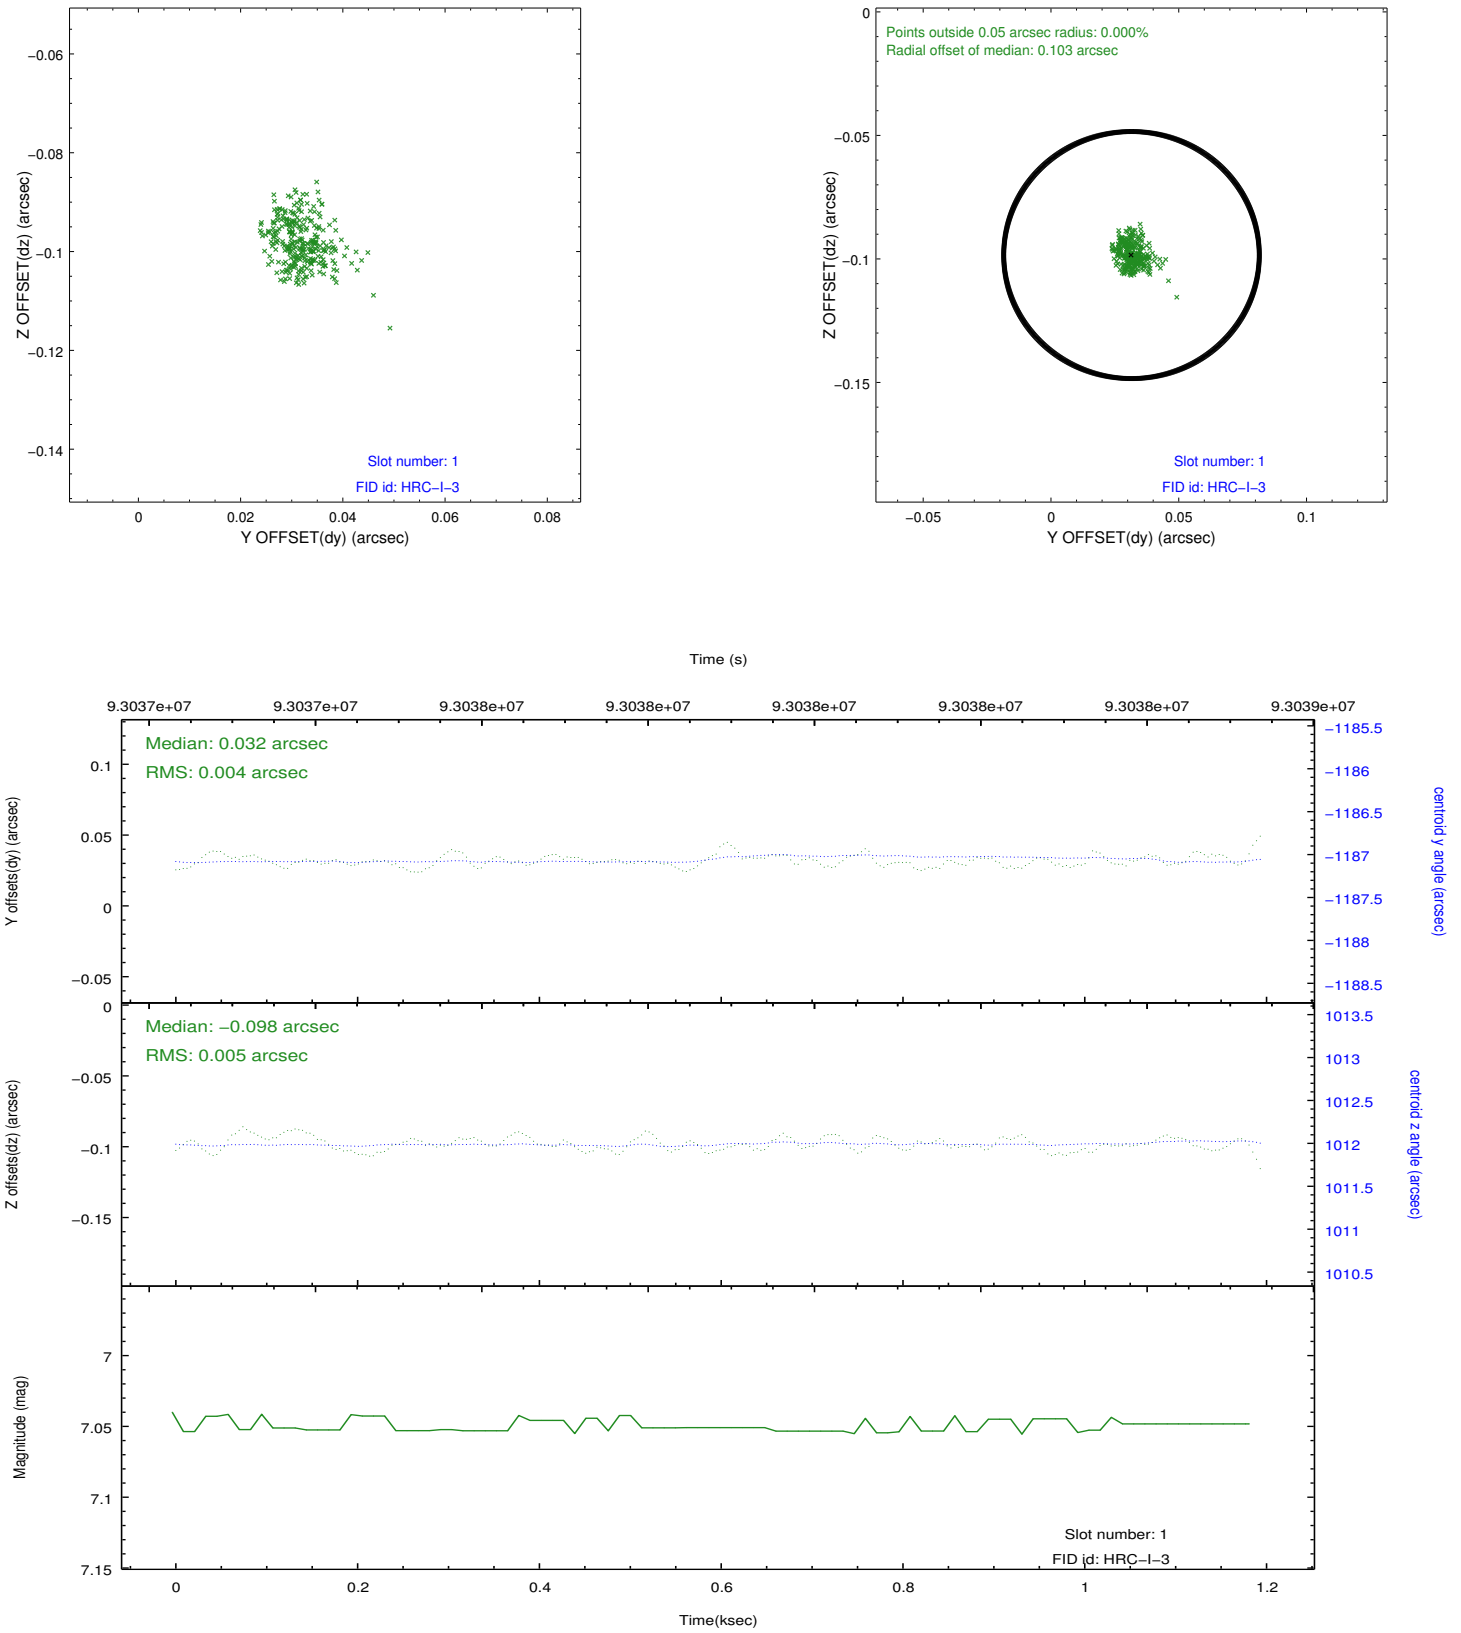 −0.06
−0.08
−0.1
−0.12
−0.14
Z OFFSET(dz) (arcsec)
Slot number: 1
FID id: HRC−I−3
0 0.02 0.04 0.06 0.08
Y OFFSET(dy) (arcsec)
0
−0.05
−0.1
−0.15
Z OFFSET(dz) (arcsec)
Points outside 0.05 arcsec radius: 0.000%
Radial offset of median: 0.103 arcsec
Slot number: 1
FID id: HRC−I−3
−0.05 0 0.05 0.1
Y OFFSET(dy) (arcsec)
Time (s)
9.3037e+07 9.3037e+07 9.3038e+07 9.3038e+07 9.3038e+07 9.3038e+07 9.3038e+07 9.3039e+07
Median: 0.032 arcsec
RMS: 0.004 arcsec
0.1
0.05
0
−0.05
Y offsets(dy) (arcsec)
−1185.5
−1186
−1186.5
−1187
−1187.5
−1188
−1188.5
centroid y angle (arcsec)
Median: −0.098 arcsec
RMS: 0.005 arcsec
0
−0.05
−0.1
−0.15
Z offsets(dz) (arcsec)
1013.5
1013
1012.5
1012
1011.5
1011
1010.5
centroid z angle (arcsec)
7
7.05
7.1
7.15
Magnitude (mag)
Slot number: 1
FID id: HRC−I−3
0 0.2 0.4 0.6 0.8 1 1.2
Time(ksec)